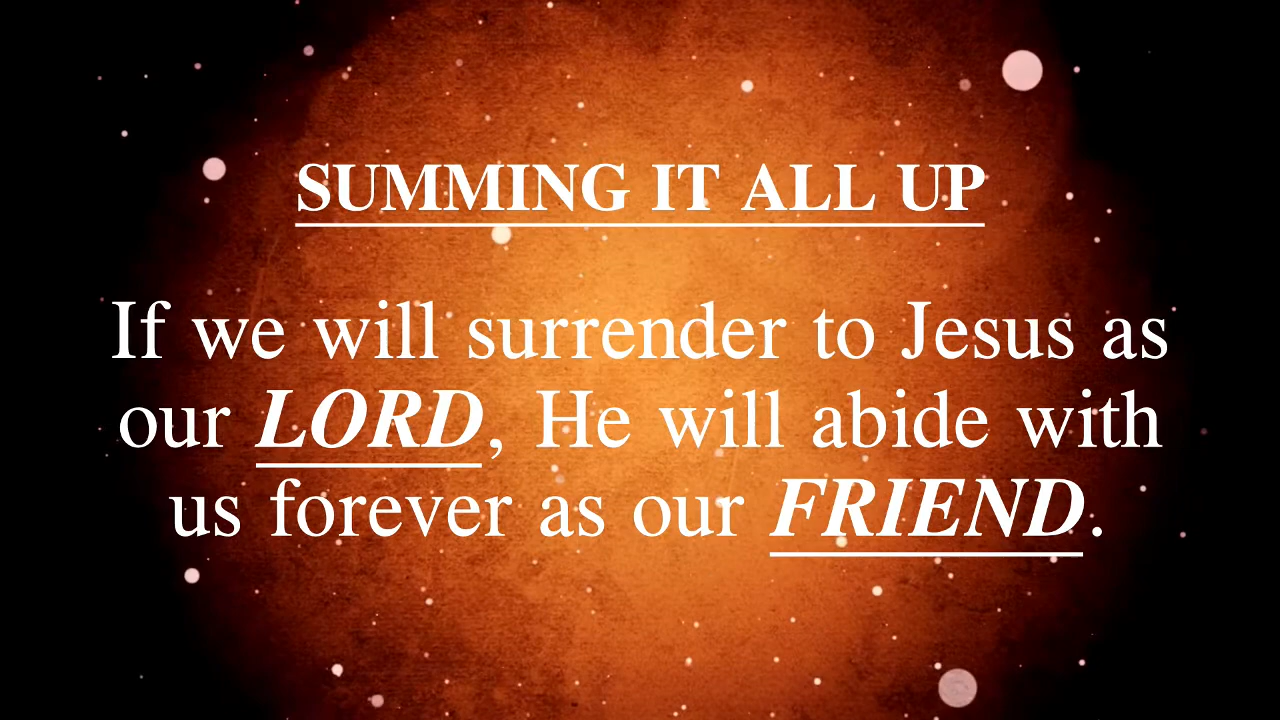 SUMMING IT ALL UP
If we will surrender to Jesus as
our LORD, He will abide with
us forever as our FRIEND.